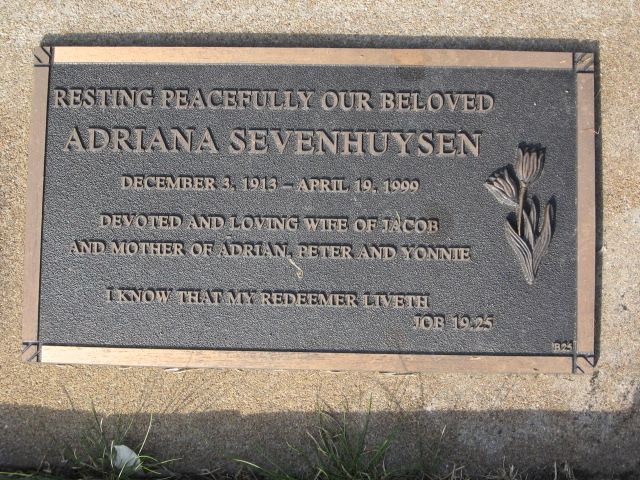 RESTING PEACEFULLY OUR BELOVED
ADRIANA SEVENHUYSEN
DECEMBER 3, 1913 – APRIL 19, 1999
DEVOTED AND LOVING WIFE OF JACOB
AND MOTHER OF ADRIAN, PETER AND YONNIE
I KNOW THAT MY REDEEMER LIVETH
JOB 19:25
B25